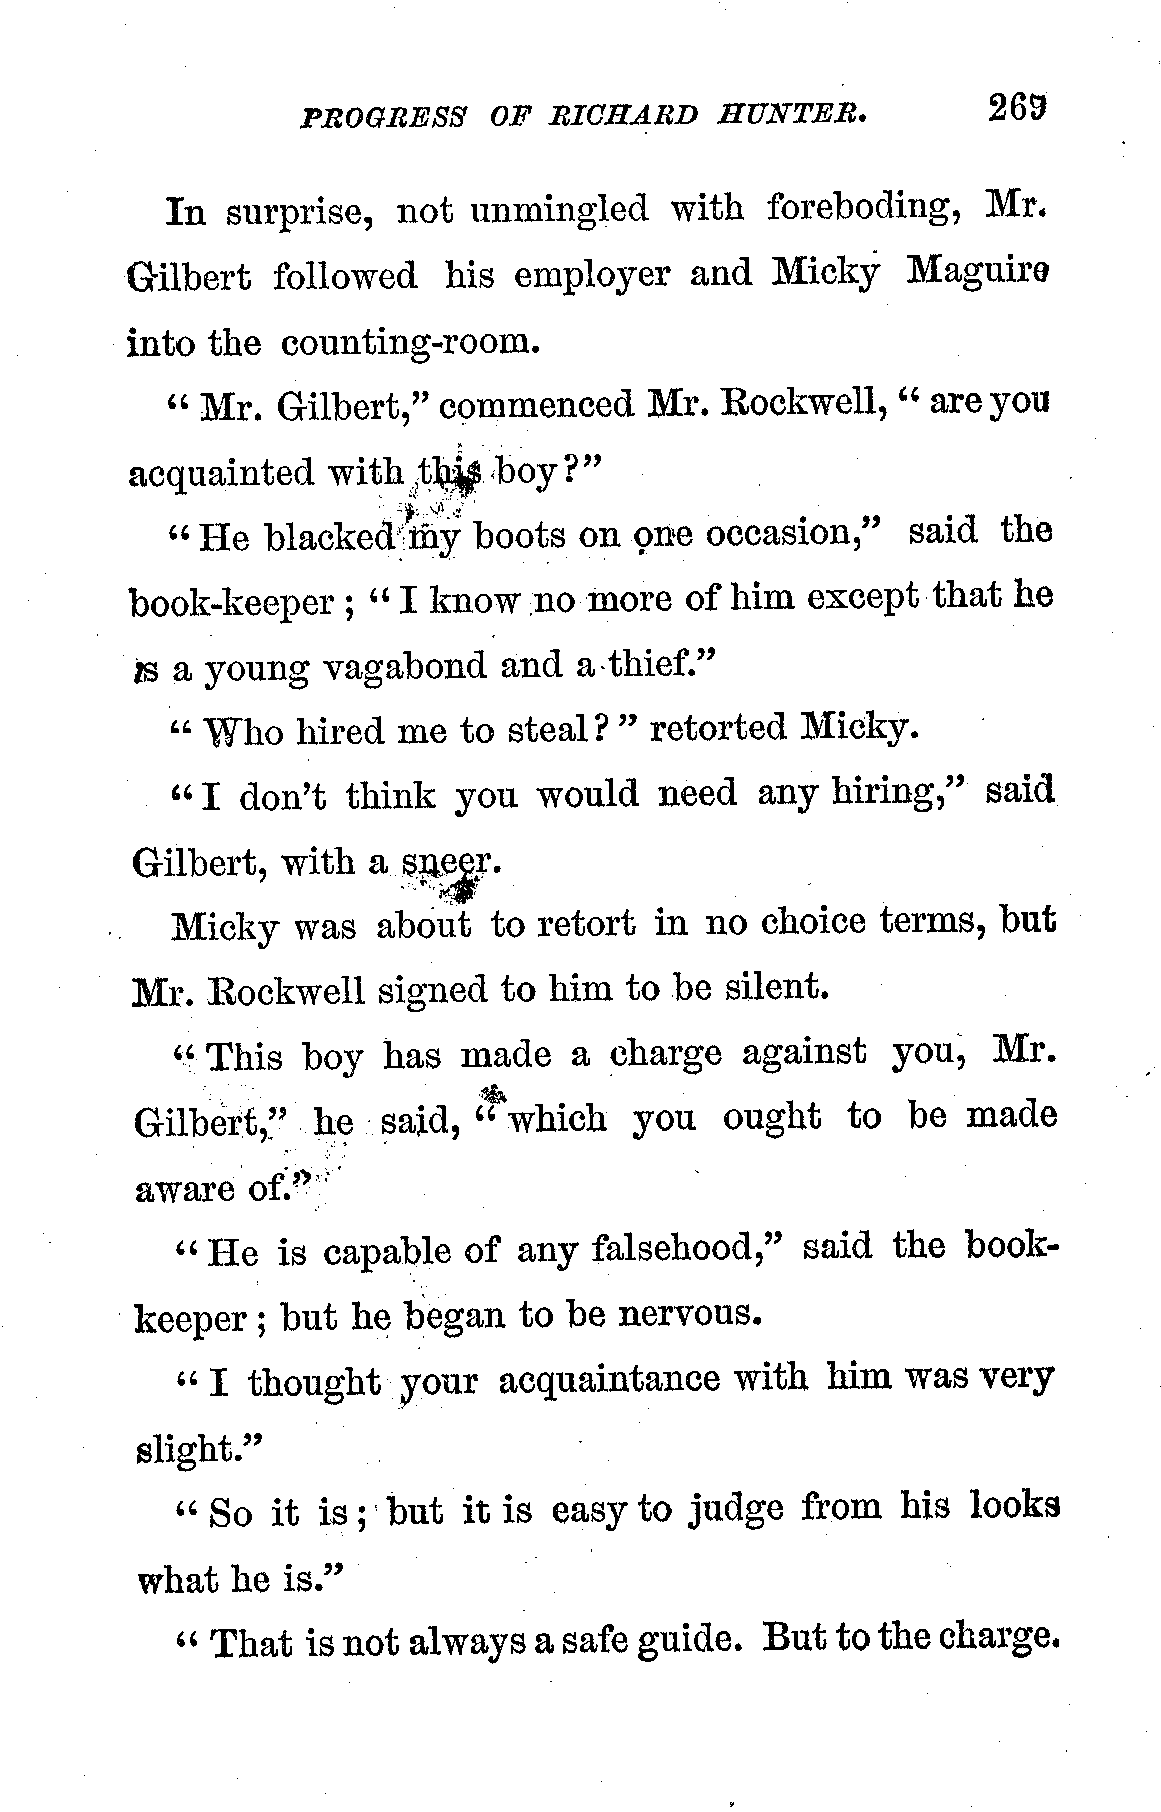 PROGRESS OF RICHARD HUNTER. 269
In surprise, not unmingled with foreboding, Mr.
Gilbert followed his employer and Micky Maguire
into the counting-room.
“ Mr. Gilbert,” commenced Mr. Rockwell, “ are you
acquainted with this boy ?”
“ He blacked my boots on one occasion,” said the
book-keeper ; “ I know no more of him except that he
is a young vagabond and a thief.”
“ Who hired me to steal ? ” retorted Micky.
“ I don’t think you would need any hiring,” said
Gilbert, with a sneer.
Micky was about to retort in no choice terms, but
Mr. Rockwell signed to him to be silent.
“ This boy has made a charge against you, Mr.
Gilbert,” he said, “ which you ought to be made
aware of.”
“ He is capable of any falsehood,” said the book-
keeper ; but he began to be nervous.
“ I thought your acquaintance with him was very
slight.”
“ So it is ; but it is easy to judge from his looks
what he is.”
“ That is not always a safe guide. But to the charge.